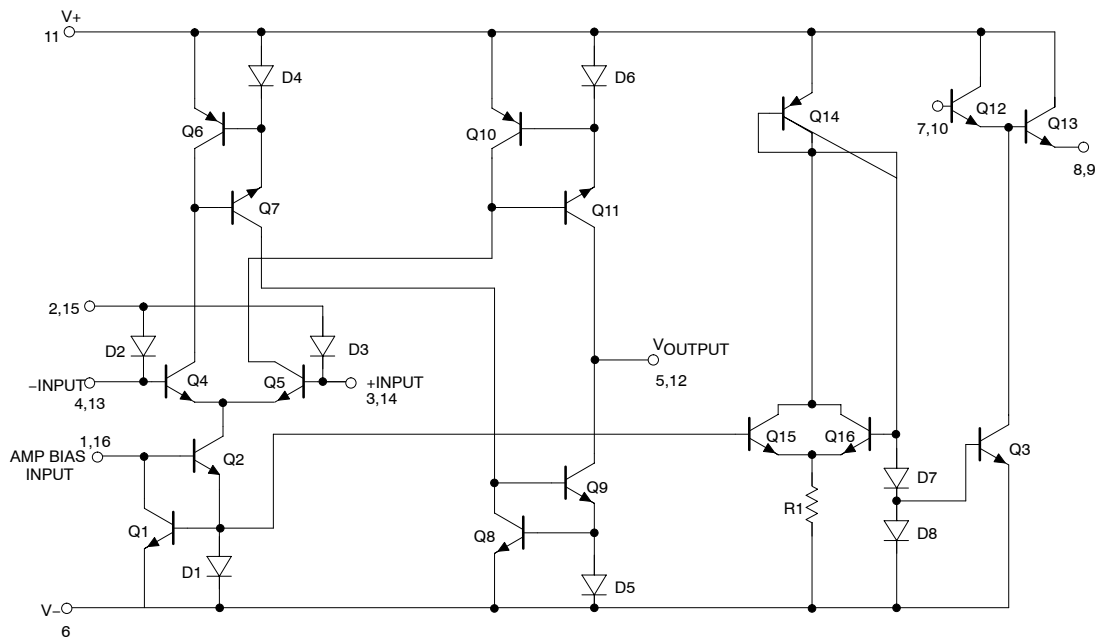 V+
11
D4
D6
Q6
Q10
Q14
Q12
Q13
7,10
8,9
Q7
Q11
2,15
D2
D3
VOUTPUT
5,12
−INPUT
4,13
Q4
Q5
+INPUT
3,14
1,16
AMP BIAS
INPUT
Q2
Q15
Q16
Q3
D7
Q9
R1
Q1
Q8
D8
D1
D5
V−
6